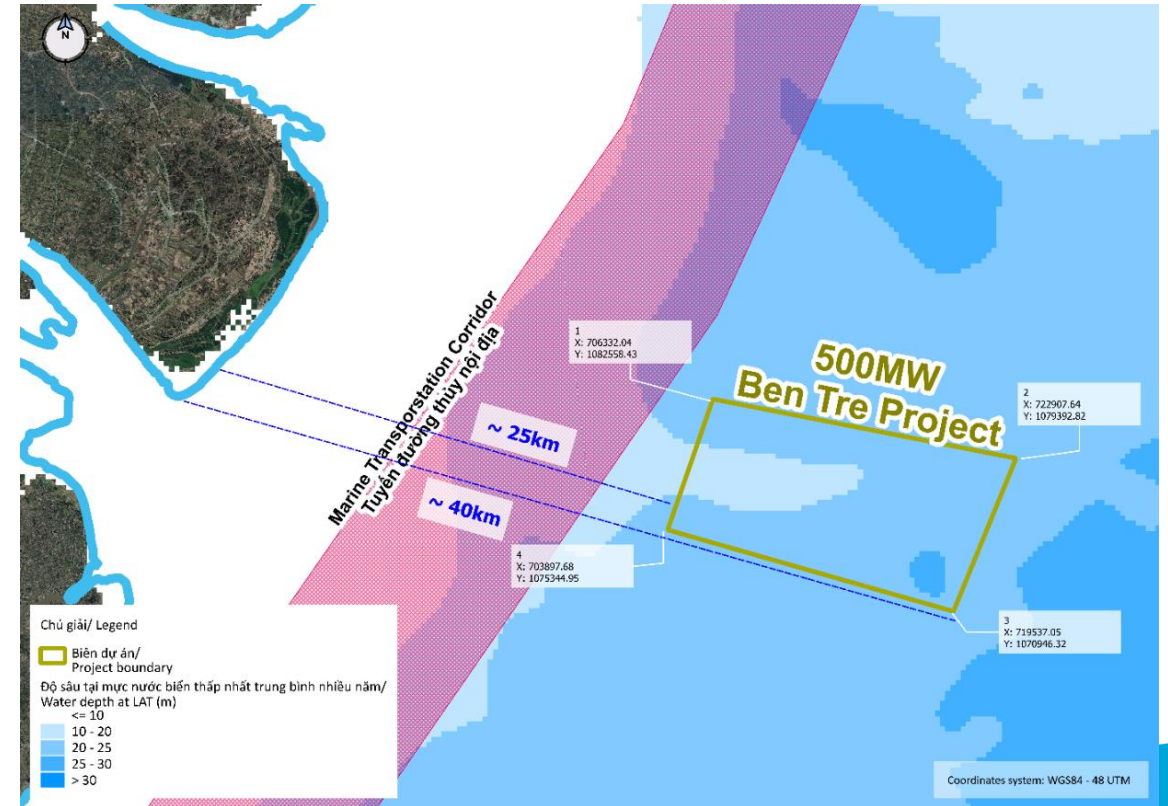 N
Marine Transporstation Corridor
Tuyến đường thủy nội địa
~ 25km
~ 40km
1
X: 706332.04
Y: 1082558.43
500MW
Ben Tre Project
2
X: 722907.64
Y: 1079392.82
4
X: 703897.68
Y: 1075344.95
3
X: 719537.05
Y: 1070946.32
Chú giải/ Legend
Biên dự án/
Project boundary
Độ sâu tại mực nước biển thấp nhất trung bình nhiều năm/
Water depth at LAT (m)
<= 10
10 - 20
20 - 25
25 - 30
> 30
Coordinates system: WGS84 - 48 UTM